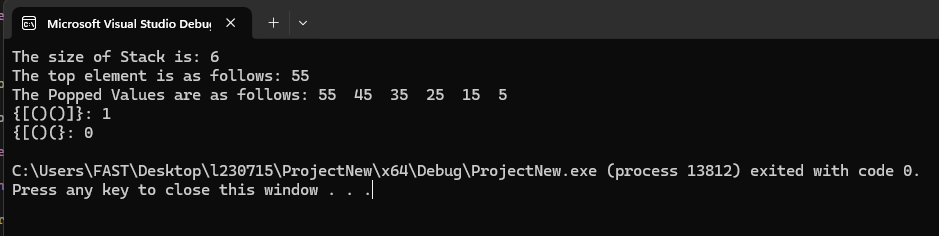 Microsoft Visual Studio Debu
The size of Stack is: 6
The top element is as follows: 55
The Popped Values are as follows: 55  45  35  25  15  5
{[()()]}: 1
{[()(}: 0
C:\Users\FAST\Desktop\l230715\ProjectNew\x64\Debug\ProjectNew.exe (process 13812) exited with code 0.
Press any key to close this window . . .